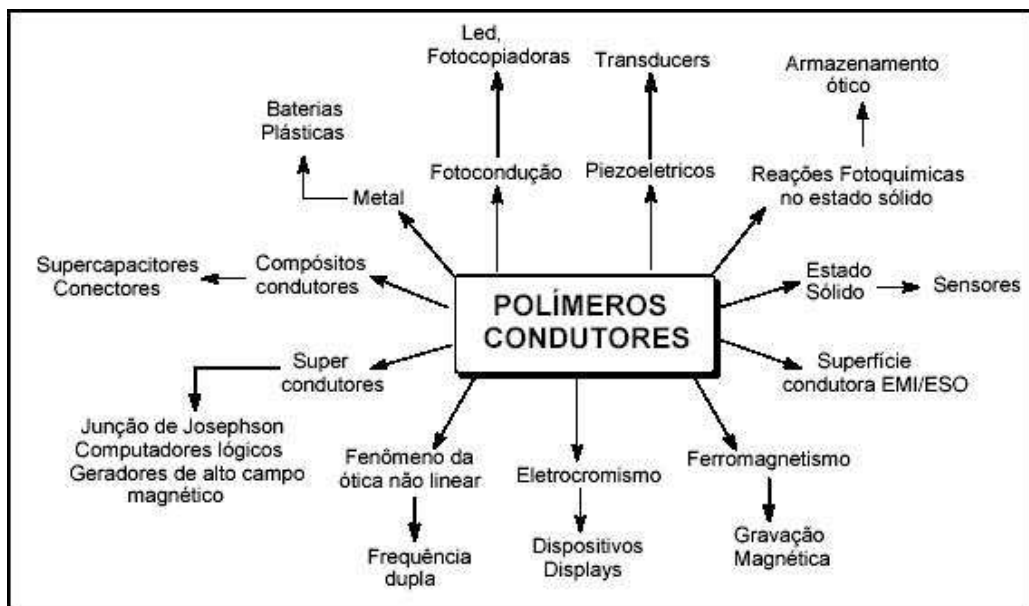 Led,
Fotocopiadoras
Transducers
Armazenamento
ótico
Baterias
Plásticas
Fotocondução
Piezoeletricos
Reações Fotoquímicas
no estado sólido
Metal
Supercapacitores
Conectores
Compósitos
condutores
POLÍMEROS
CONDUTORES
Estado
Sólido
Sensores
Super
condutores
Superfície
condutora EMI/ESO
Junção de Josephson
Computadores lógicos
Geradores de alto campo
magnético
Fenômeno da
ótica não linear
Eletrocromismo
Ferromagnetismo
Frequência
dupla
Dispositivos
Displays
Gravação
Magnética